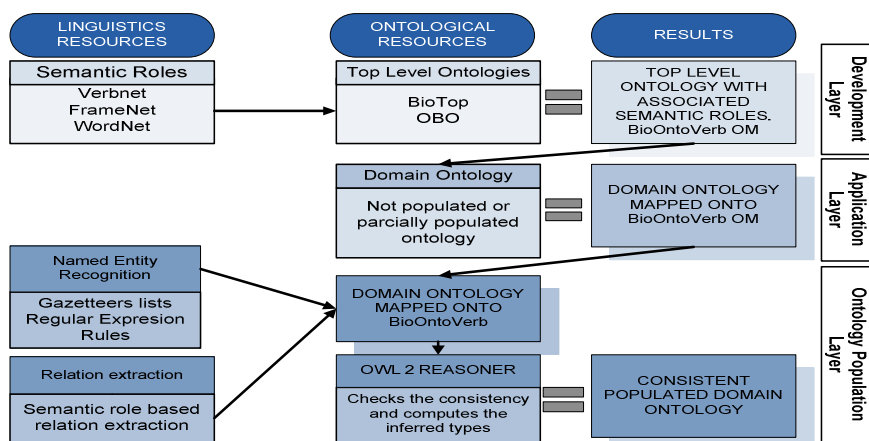 LINGUISTICS
RESOURCES
ONTOLOGICAL
RESOURCES
RESULTS
Semantic Roles
Verbnet
FrameNet
WordNet
Top Level Ontologies
BioTop
OBO
TOP LEVEL
ONTOLOGY WITH
ASSOCIATED
SEMANTIC ROLES.
BioOntoVerb OM
Development
Layer
Domain Ontology
Not populated or
parcially populated
ontology
DOMAIN ONTOLOGY
MAPPED ONTO
BioOntoVerb OM
Application
Layer
Named Entity
Recognition
Gazetteers lists
Regular Expresion
Rules
DOMAIN ONTOLOGY
MAPPED ONTO
BioOntoVerb
Relation extraction
Semantic role based
relation extraction
OWL 2 REASONER
Checks the consistency
and computes the
inferred types
CONSISTENT
POPULATED DOMAIN
ONTOLOGY
Ontology Population
Layer